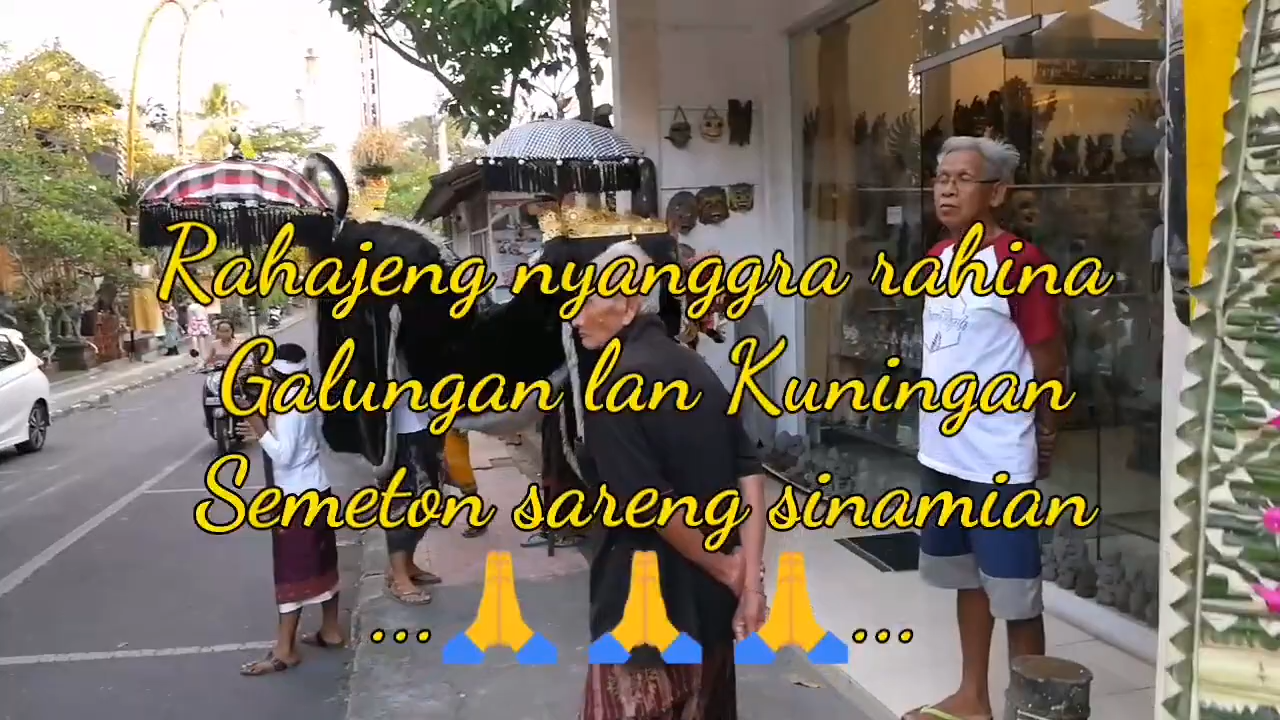 Rahajeng nyanggra rahina
Galungan lan Kuningan
Semeton sareng sinamian
...🙏🙏🙏...